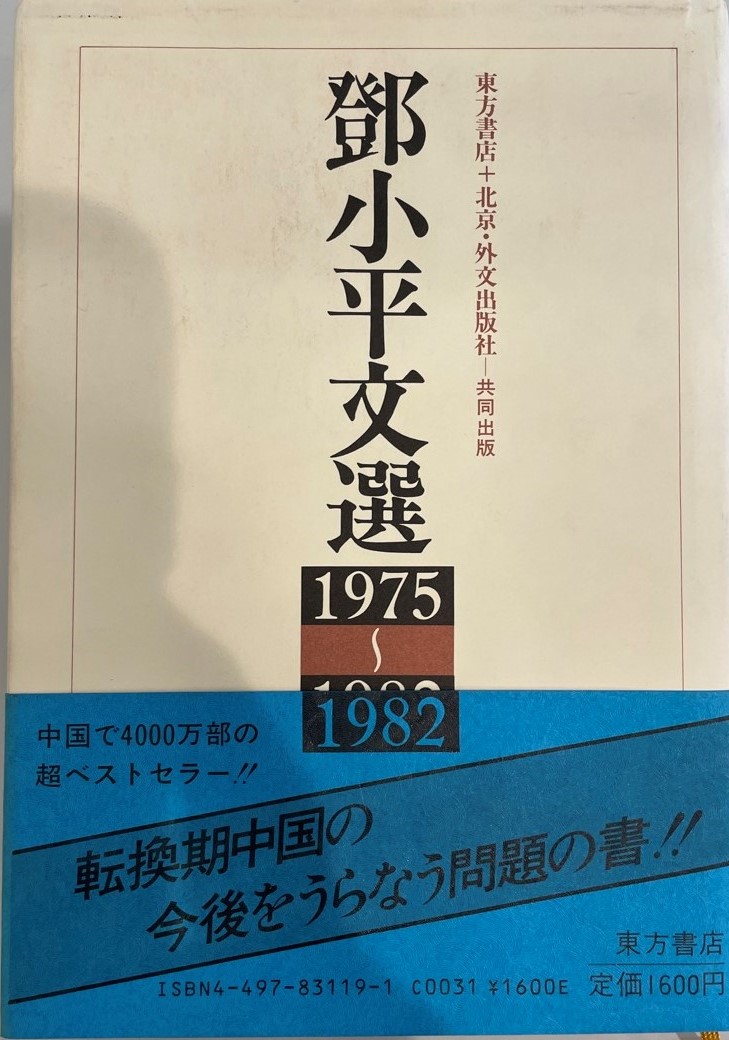 東方書店+北京・外文出版社―共同出版
鄧小平文選
1975
〜
1982
1982
中国で4000万部の
超ベストセラー!!
転換期中国の
今後をうらなう問題の書!!
東方書店
ISBN4-497-83119-1 C0031 ¥1600E
定価1600円